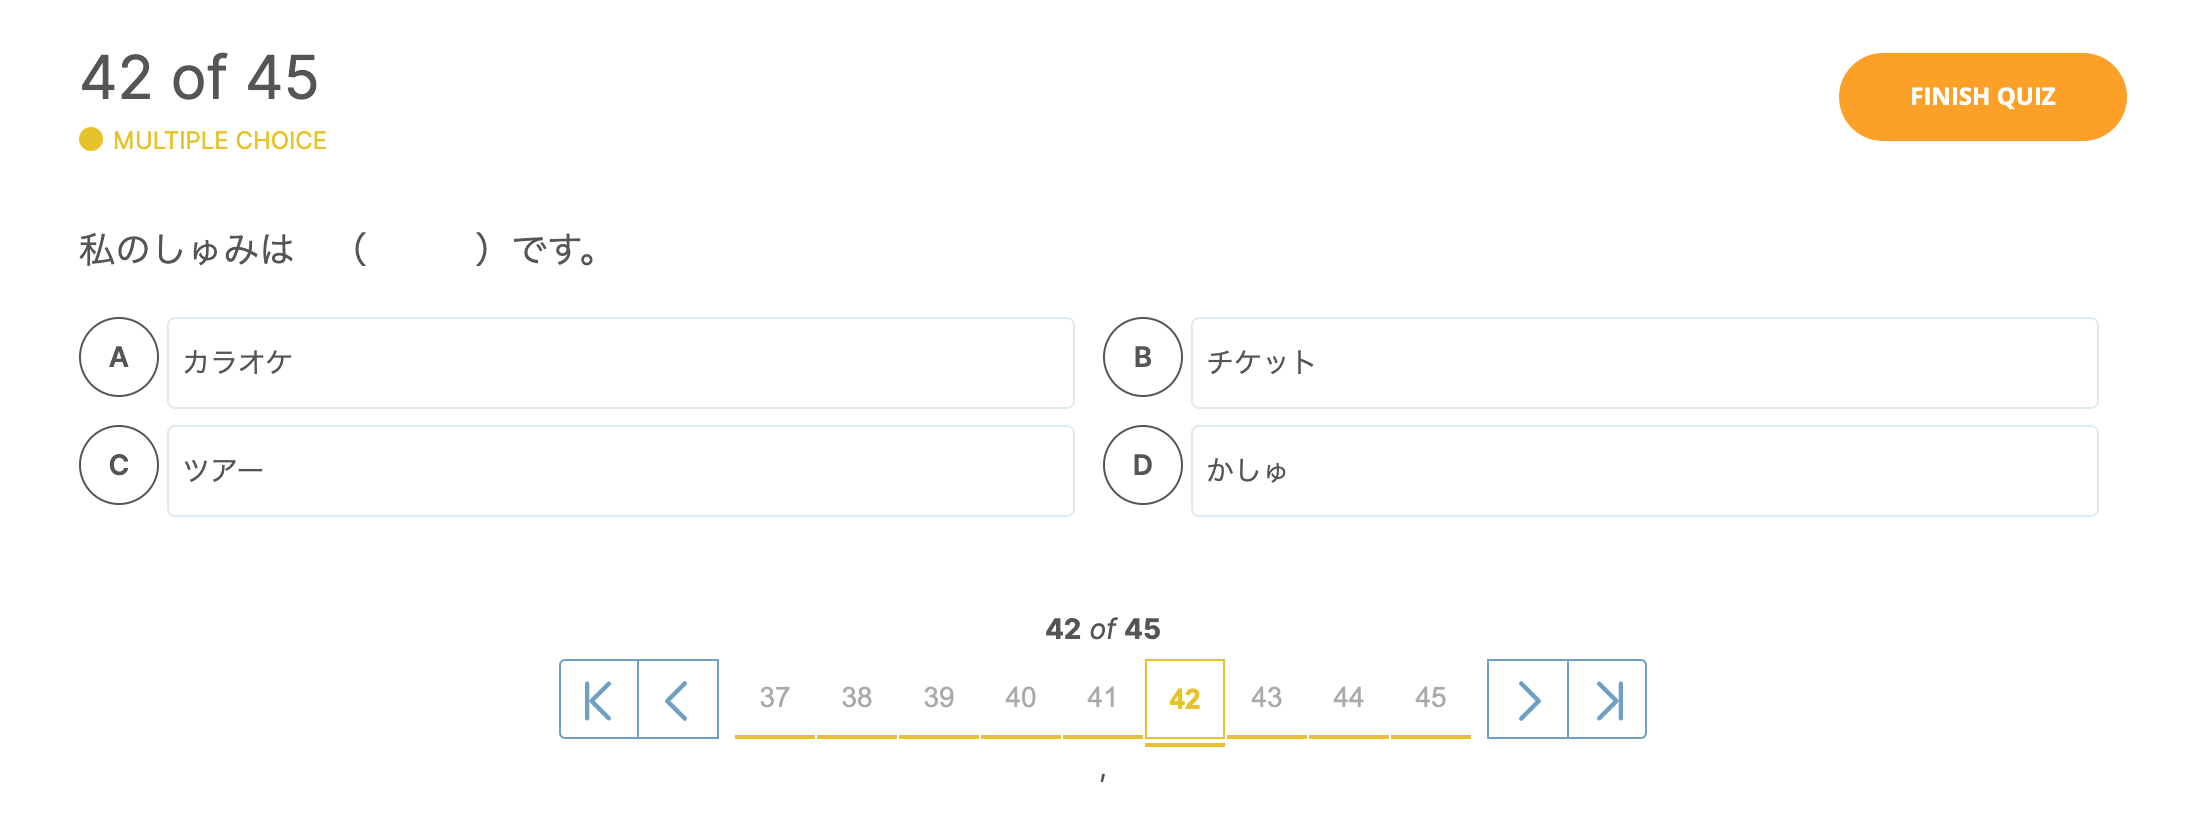 42 of 45
FINISH QUIZ
MULTIPLE CHOICE
私のしゅみは （　　　）です。
A カラオケ
B チケット
C ツアー
D かしゅ
42 of 45
37 38 39 40 41 42 43 44 45
,